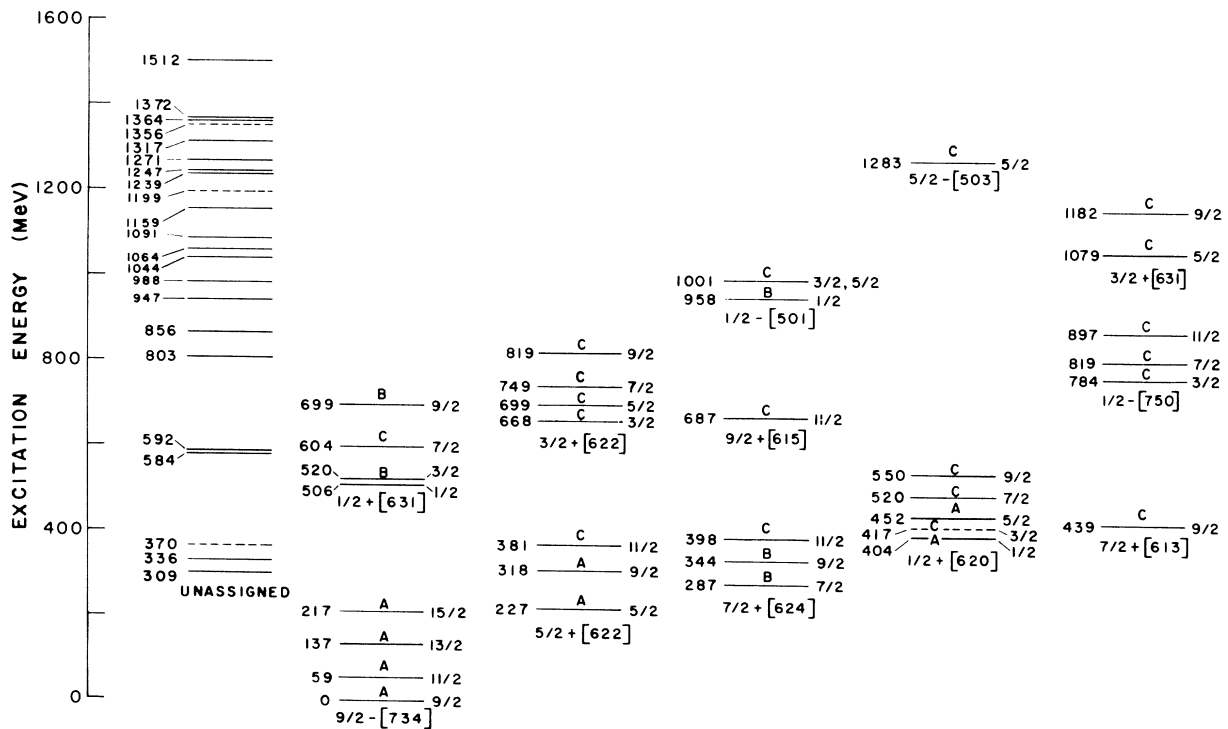 EXCITATION ENERGY (MeV)
1600
1200
800
400
0
1512
1372
1364
1356
1317
1271
1247
1239
1199
1159
1091
1064
1044
988
947
856
803
592
584
370
336
309
UNASSIGNED
699 B 9/2
604 C 7/2
520 B 3/2
506 1/2
1/2+[631]
217 A 15/2
137 A 13/2
59 A 11/2
0 A 9/2
9/2-[734]
819 C 9/2
749 C 7/2
699 C 5/2
668 C 3/2
3/2+[622]
381 C 11/2
318 A 9/2
227 A 5/2
5/2+[622]
1001 C 3/2, 5/2
958 B 1/2
1/2-[501]
687 C 11/2
9/2+[615]
398 C 11/2
344 B 9/2
287 B 7/2
7/2+[624]
1283 C 5/2
5/2-[503]
550 C 9/2
520 C 7/2
452 A 5/2
417 C 3/2
404 A 1/2
1/2+[620]
1182 C 9/2
1079 C 5/2
3/2+[631]
897 C 11/2
819 C 7/2
784 C 3/2
1/2-[750]
439 C 9/2
7/2+[613]